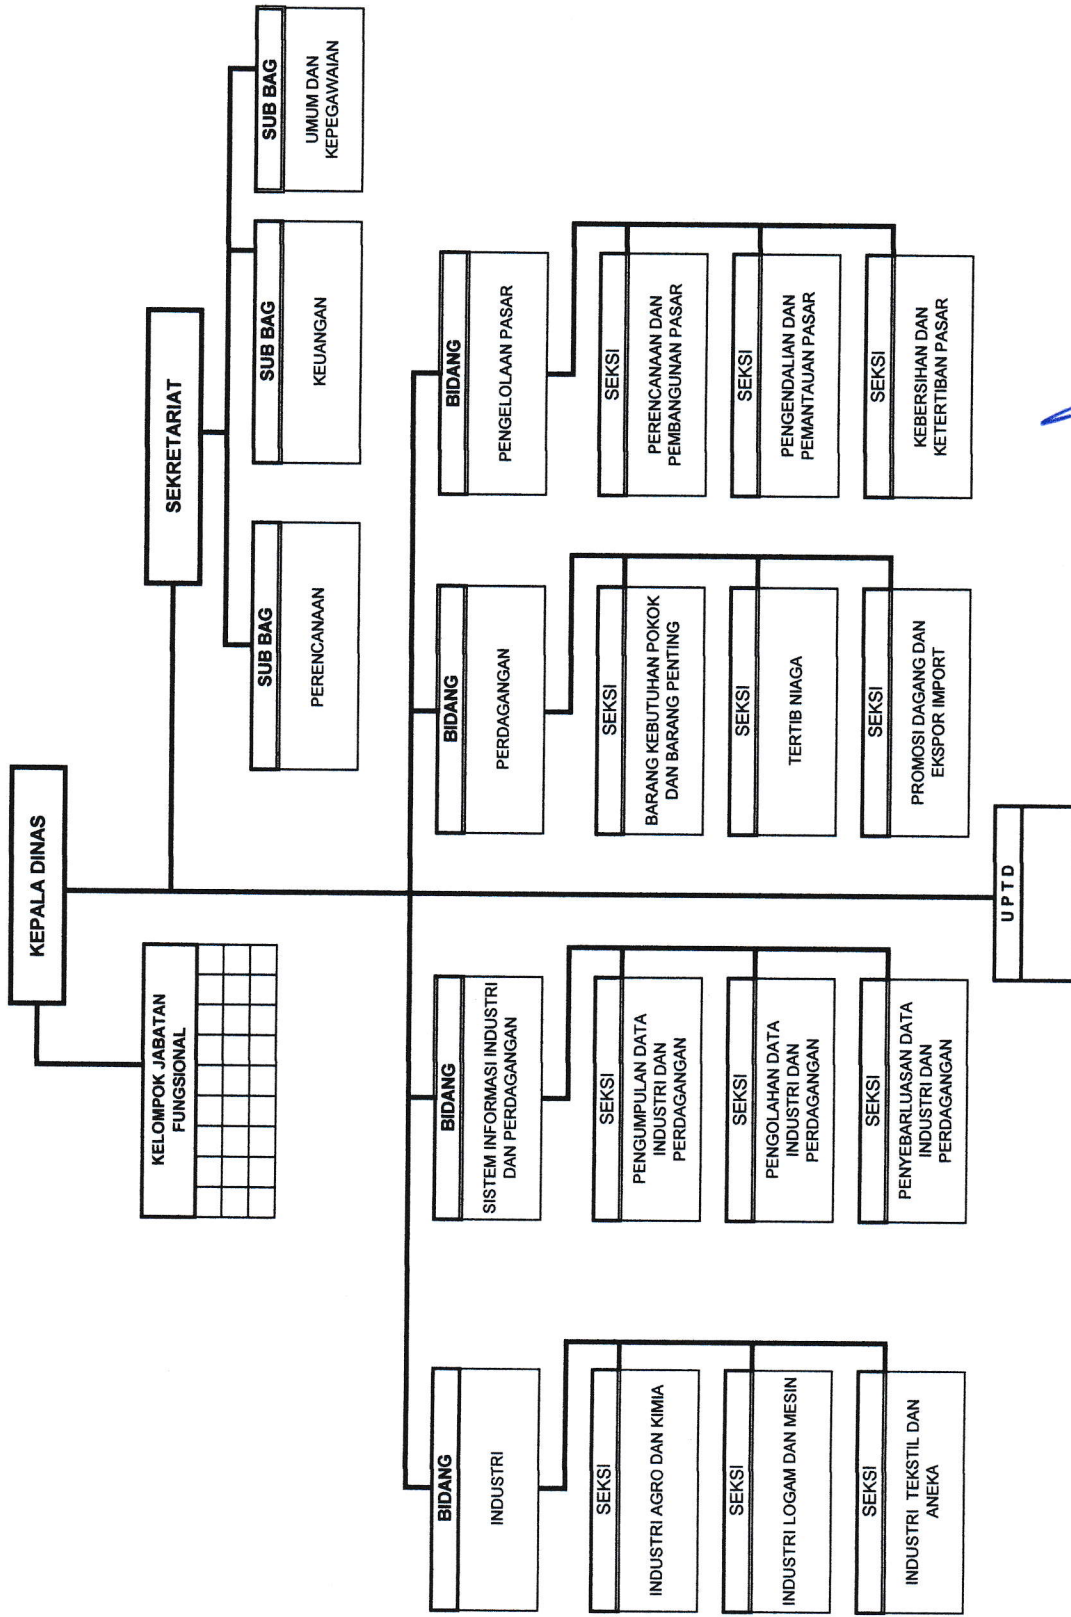 KEPALA DINAS
KELOMPOK JABATAN
FUNGSIONAL
SEKRETARIAT
SUB BAG
PERENCANAAN
SUB BAG
KEUANGAN
SUB BAG
UMUM DAN
KEPEGAWAIAN
BIDANG
INDUSTRI
SEKSI
INDUSTRI AGRO DAN KIMIA
SEKSI
INDUSTRI LOGAM DAN MESIN
SEKSI
INDUSTRI TEKSTIL DAN
ANEKA
BIDANG
SISTEM INFORMASI INDUSTRI
DAN PERDAGANGAN
SEKSI
PENGUMPULAN DATA
INDUSTRI DAN
PERDAGANGAN
SEKSI
PENGOLAHAN DATA
INDUSTRI DAN
PERDAGANGAN
SEKSI
PENYEBARLUASAN DATA
INDUSTRI DAN
PERDAGANGAN
BIDANG
PERDAGANGAN
SEKSI
BARANG KEBUTUHAN POKOK
DAN BARANG PENTING
SEKSI
TERTIB NIAGA
SEKSI
PROMOSI DAGANG DAN
EKSPOR IMPORT
BIDANG
PENGELOLAAN PASAR
SEKSI
PERENCANAAN DAN
PEMBANGUNAN PASAR
SEKSI
PENGENDALIAN DAN
PEMANTAUAN PASAR
SEKSI
KEBERSIHAN DAN
KETERTIBAN PASAR
U P T D